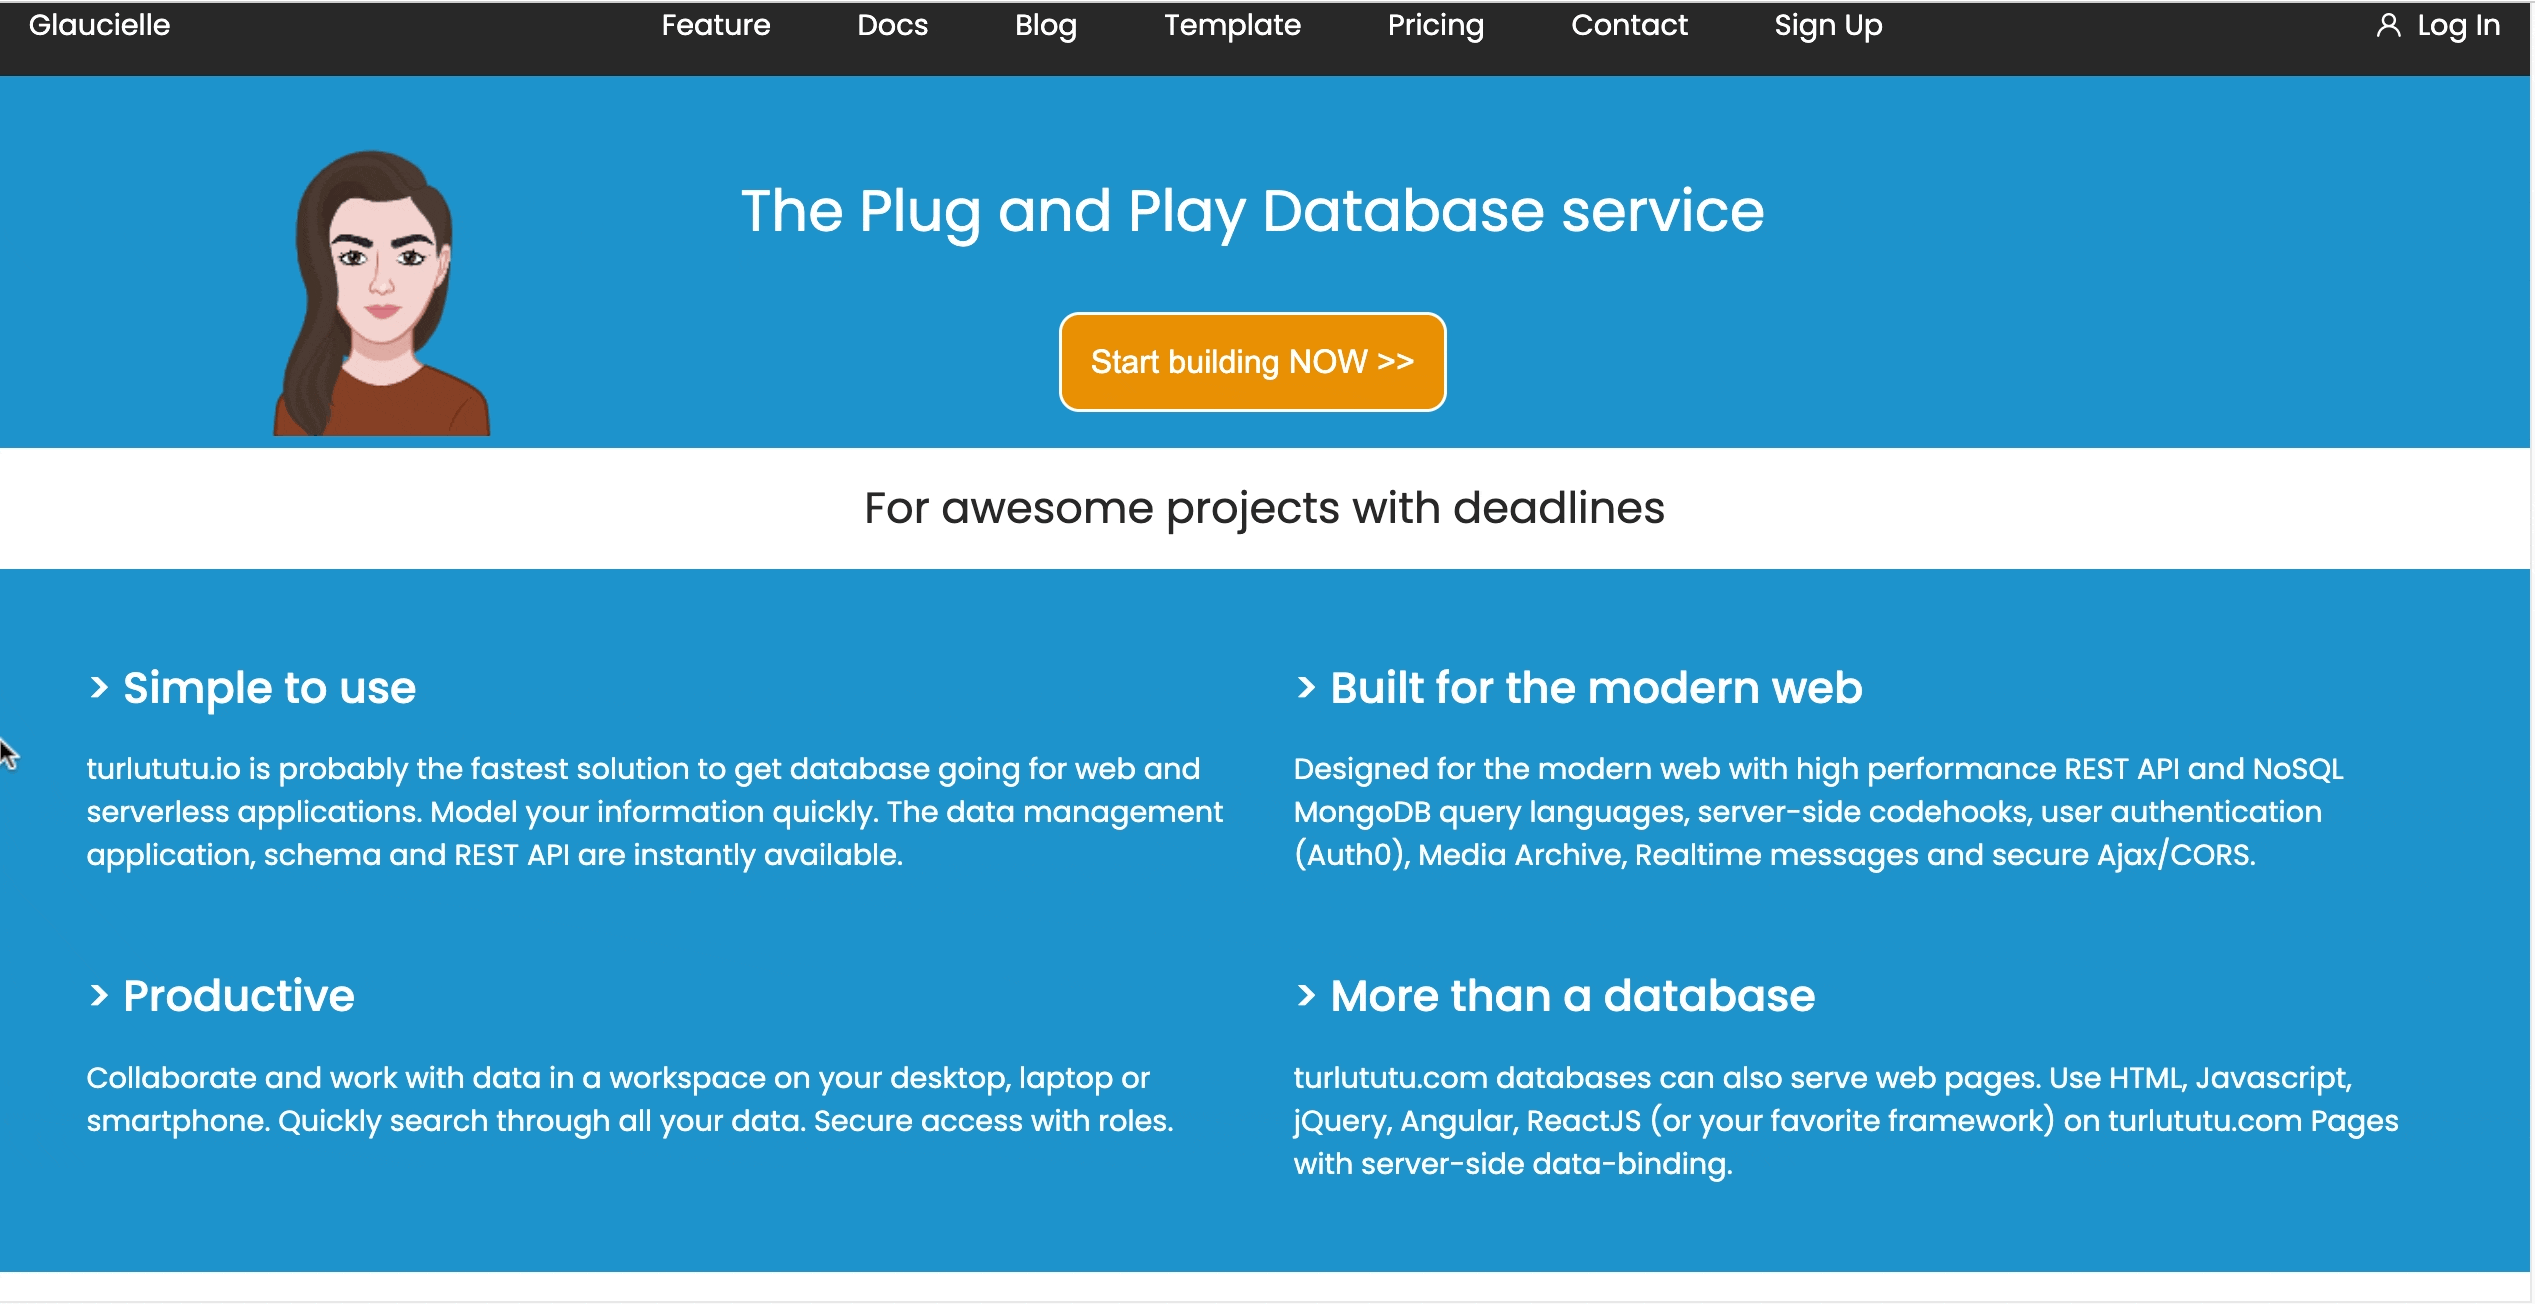 Glaucielle
Feature
Docs
Blog
Template
Pricing
Contact
Sign Up
Log In
The Plug and Play Database service
Start building NOW >>
For awesome projects with deadlines
> Simple to use
turlututu.io is probably the fastest solution to get database going for web and
serverless applications. Model your information quickly. The data management
application, schema and REST API are instantly available.
> Built for the modern web
Designed for the modern web with high performance REST API and NoSQL
MongoDB query languages, server-side codehooks, user authentication
(Auth0), Media Archive, Realtime messages and secure Ajax/CORS.
> Productive
Collaborate and work with data in a workspace on your desktop, laptop or
smartphone. Quickly search through all your data. Secure access with roles.
> More than a database
turlututu.com databases can also serve web pages. Use HTML, Javascript,
jQuery, Angular, ReactJS (or your favorite framework) on turlututu.com Pages
with server-side data-binding.